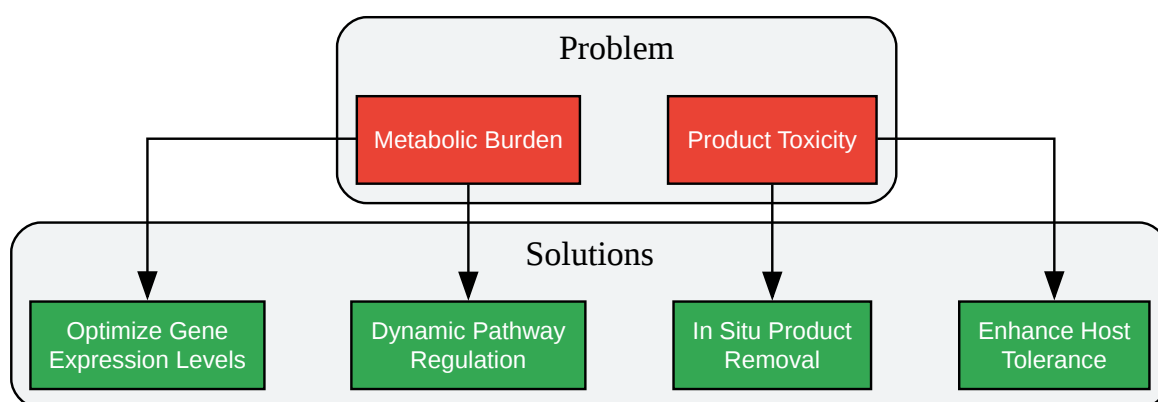 Problem
Metabolic Burden
Product Toxicity
Solutions
Optimize Gene
Expression Levels
Dynamic Pathway
Regulation
In Situ Product
Removal
Enhance Host
Tolerance